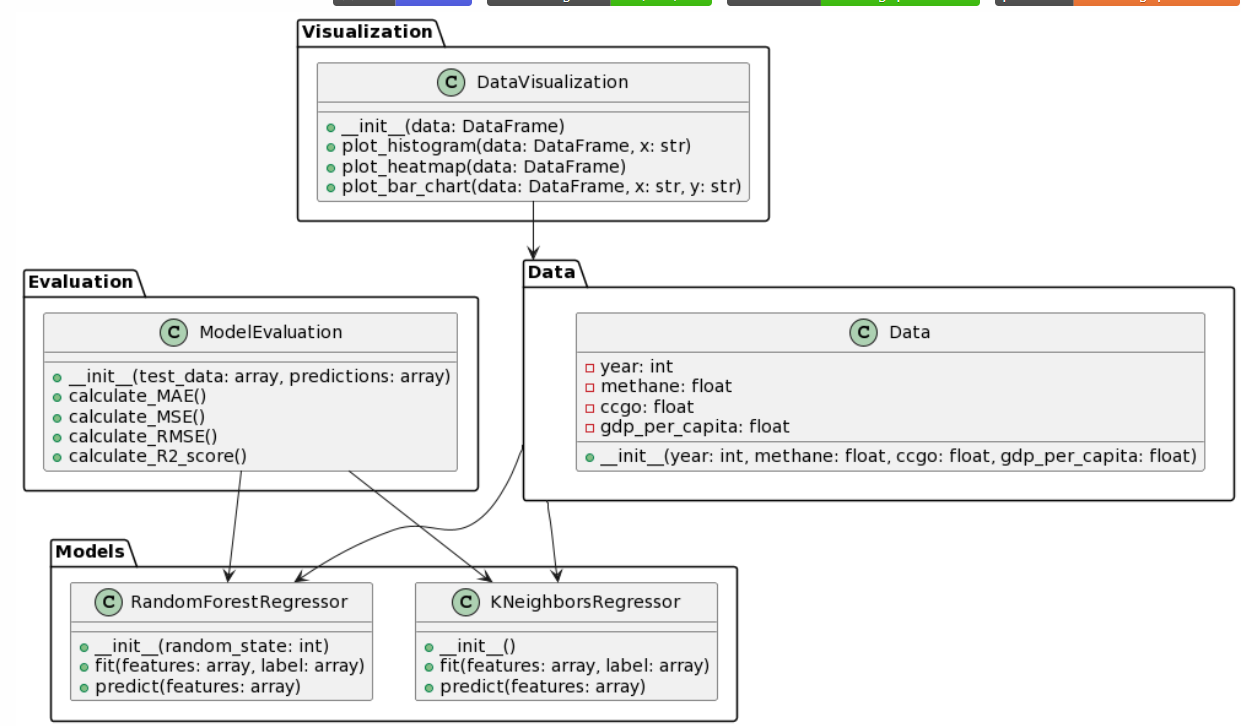 Visualization
C DataVisualization
__init__(data: DataFrame)
plot_histogram(data: DataFrame, x: str)
plot_heatmap(data: DataFrame)
plot_bar_chart(data: DataFrame, x: str, y: str)
Evaluation
C ModelEvaluation
__init__(test_data: array, predictions: array)
calculate_MAE()
calculate_MSE()
calculate_RMSE()
calculate_R2_score()
Data
C Data
year: int
methane: float
ccgo: float
gdp_per_capita: float
__init__(year: int, methane: float, ccgo: float, gdp_per_capita: float)
Models
C RandomForestRegressor
__init__(random_state: int)
fit(features: array, label: array)
predict(features: array)
C KNeighborsRegressor
__init__()
fit(features: array, label: array)
predict(features: array)